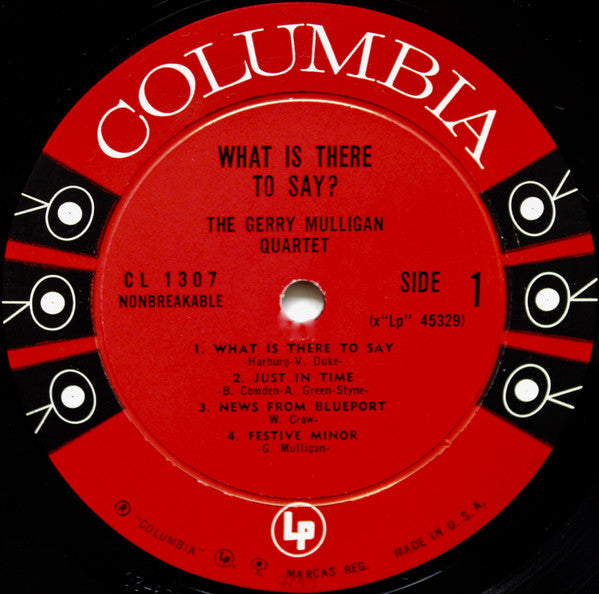 COLUMBIA
WHAT IS THERE
TO SAY?
THE GERRY MULLIGAN
QUARTET
CL 1307
NONBREAKABLE
SIDE 1
(x"Lp" 45329)
1. WHAT IS THERE TO SAY
-Harburg-V. Duke-
2. JUST IN TIME
-B. Comden-A. Green-Styne-
3. NEWS FROM BLUEPORT
W. Crow-
4. FESTIVE MINOR
-G. Mulligan-
Lp
® "COLUMBIA" MARCAS REG. MADE IN U.S.A.